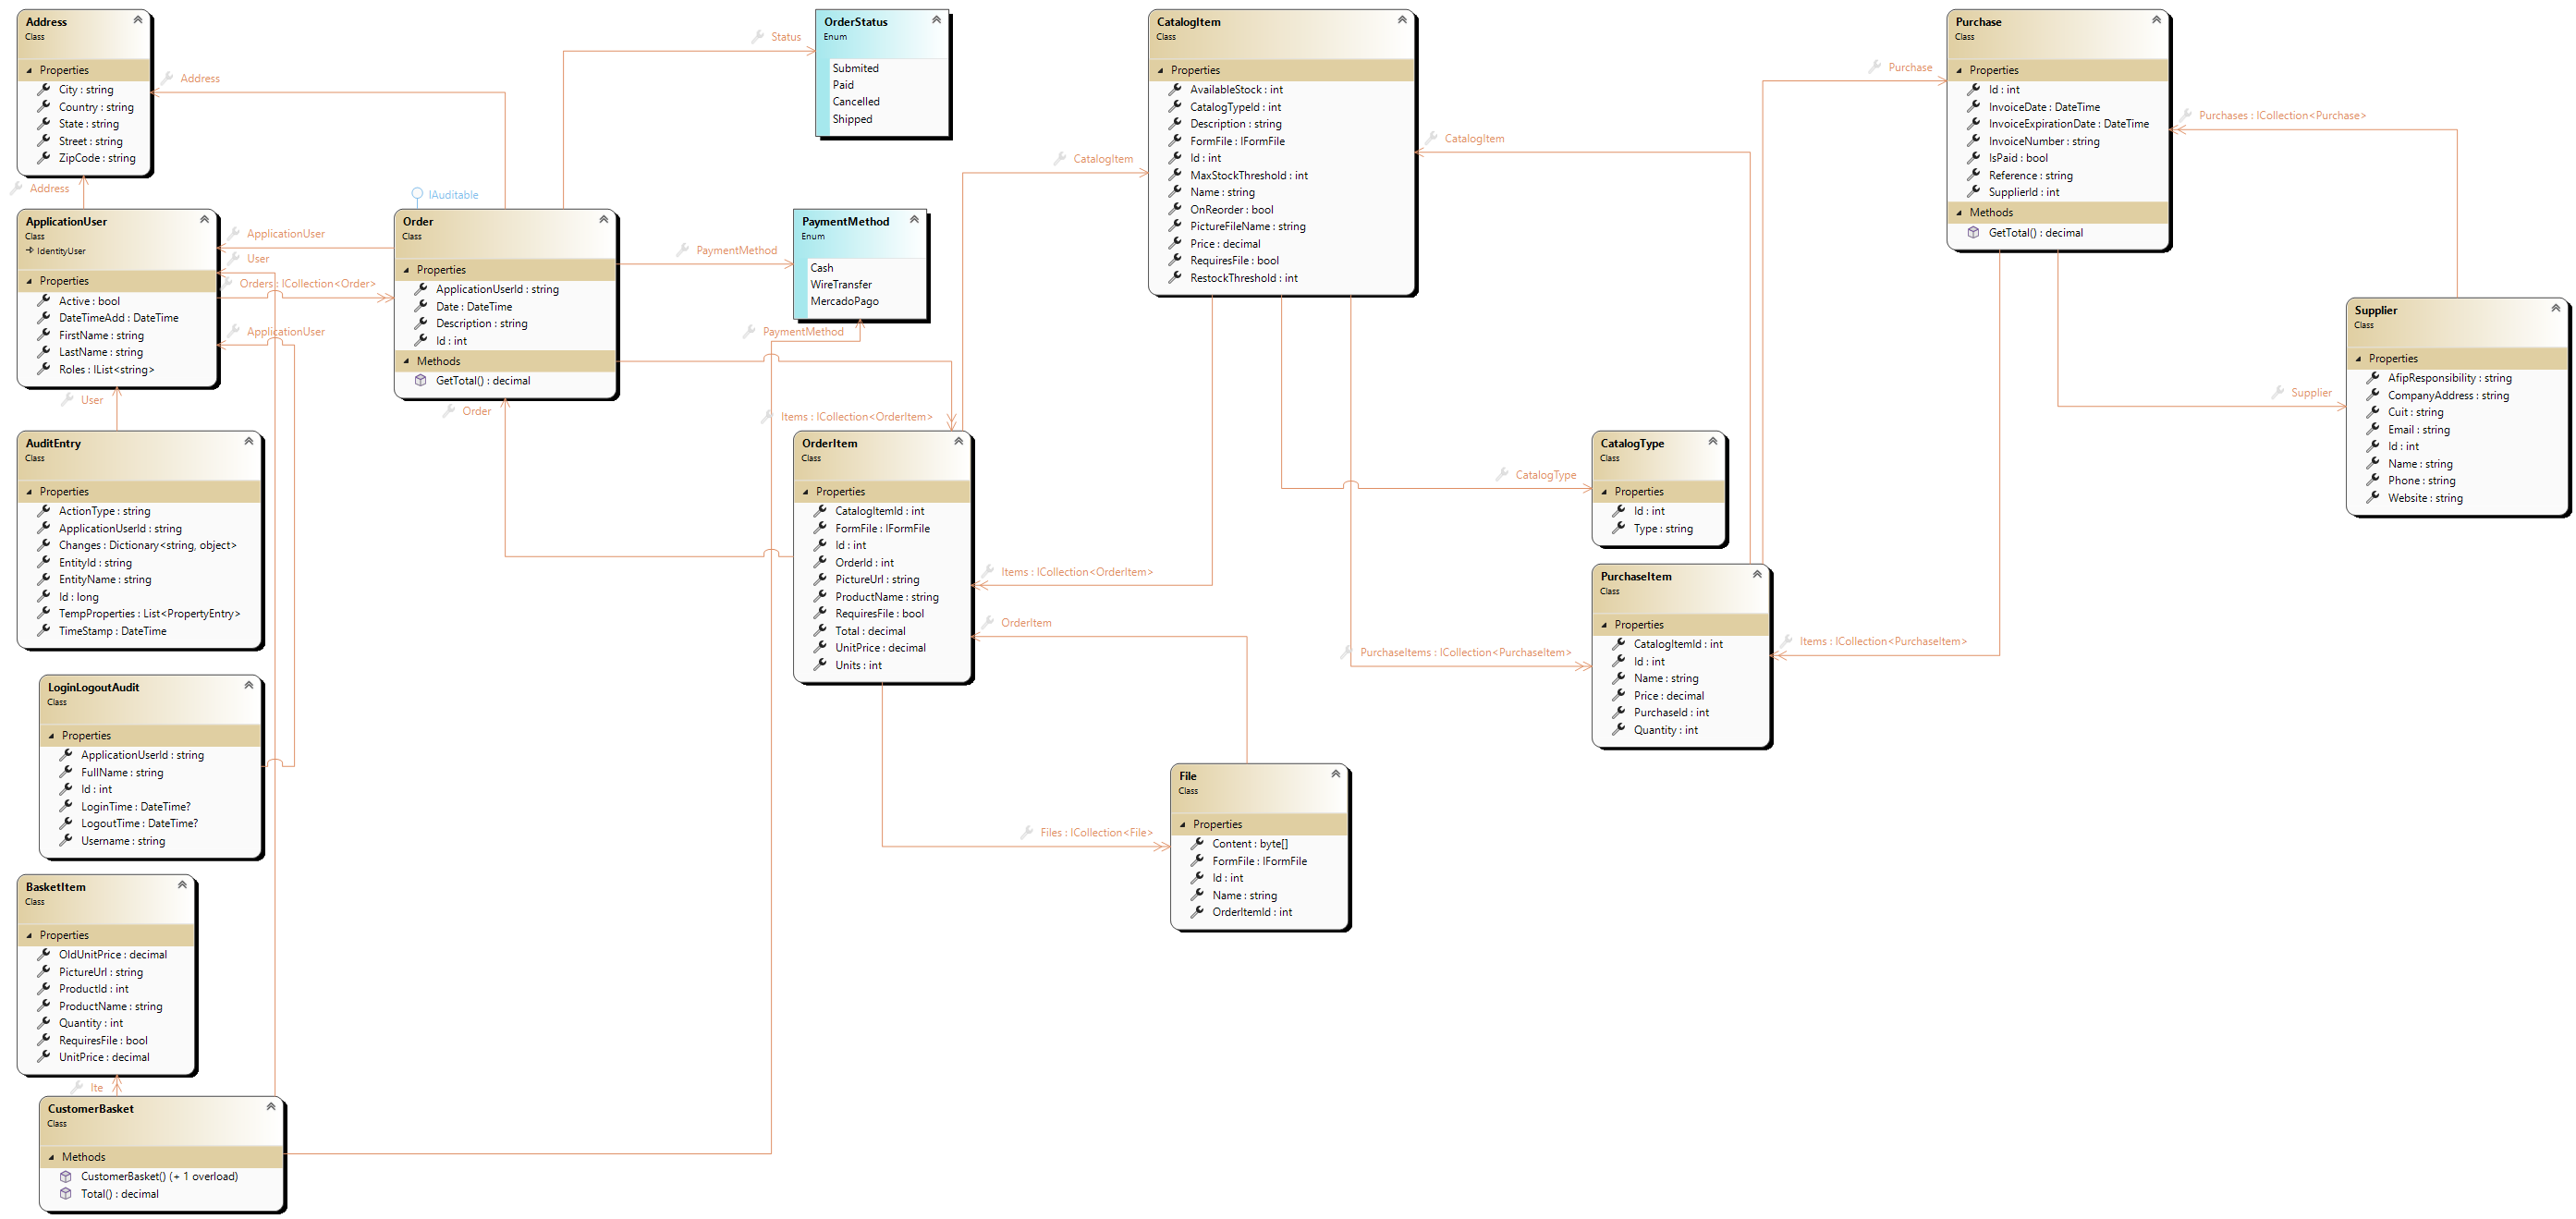 Address
Class
Properties
City : string
Country : string
State : string
Street : string
ZipCode : string
Address
Address
ApplicationUser
Class
IdentityUser
Properties
Active : bool
DateTimeAdd : DateTime
FirstName : string
LastName : string
Roles : IList<string>
ApplicationUser
User
Orders : ICollection<Order>
ApplicationUser
User
AuditEntry
Class
Properties
ActionType : string
ApplicationUserId : string
Changes : Dictionary<string, object>
EntityId : string
EntityName : string
Id : long
TempProperties : List<PropertyEntry>
TimeStamp : DateTime
LoginLogoutAudit
Class
Properties
ApplicationUserId : string
FullName : string
Id : int
LoginTime : DateTime?
LogoutTime : DateTime?
Username : string
BasketItem
Class
Properties
OldUnitPrice : decimal
PictureUrl : string
ProductId : int
ProductName : string
Quantity : int
RequiresFile : bool
UnitPrice : decimal
Ite
CustomerBasket
Class
Methods
CustomerBasket() (+ 1 overload)
Total() : decimal
IAuditable
Order
Class
Properties
ApplicationUserId : string
Date : DateTime
Description : string
Id : int
Methods
GetTotal() : decimal
Order
Status
OrderStatus
Enum
Submited
Paid
Cancelled
Shipped
PaymentMethod
PaymentMethod
Enum
Cash
WireTransfer
MercadoPago
PaymentMethod
Items : ICollection<OrderItem>
OrderItem
Class
Properties
CatalogItemId : int
FormFile : IFormFile
Id : int
OrderId : int
PictureUrl : string
ProductName : string
RequiresFile : bool
Total : decimal
UnitPrice : decimal
Units : int
CatalogItem
CatalogItem
Class
Properties
AvailableStock : int
CatalogTypeId : int
Description : string
FormFile : IFormFile
Id : int
MaxStockThreshold : int
Name : string
OnReorder : bool
PictureFileName : string
Price : decimal
RequiresFile : bool
RestockThreshold : int
CatalogItem
Items : ICollection<OrderItem>
OrderItem
Files : ICollection<File>
File
Class
Properties
Content : byte[]
FormFile : IFormFile
Id : int
Name : string
OrderItemId : int
CatalogType
CatalogType
Class
Properties
Id : int
Type : string
PurchaseItems : ICollection<PurchaseItem>
PurchaseItem
Class
Properties
CatalogItemId : int
Id : int
Name : string
Price : decimal
PurchaseId : int
Quantity : int
Items : ICollection<PurchaseItem>
Purchase
Purchase
Class
Properties
Id : int
InvoiceDate : DateTime
InvoiceExpirationDate : DateTime
InvoiceNumber : string
IsPaid : bool
Reference : string
SupplierId : int
Methods
GetTotal() : decimal
Purchases : ICollection<Purchase>
Supplier
Supplier
Class
Properties
AfipResponsibility : string
CompanyAddress : string
Cuit : string
Email : string
Id : int
Name : string
Phone : string
Website : string